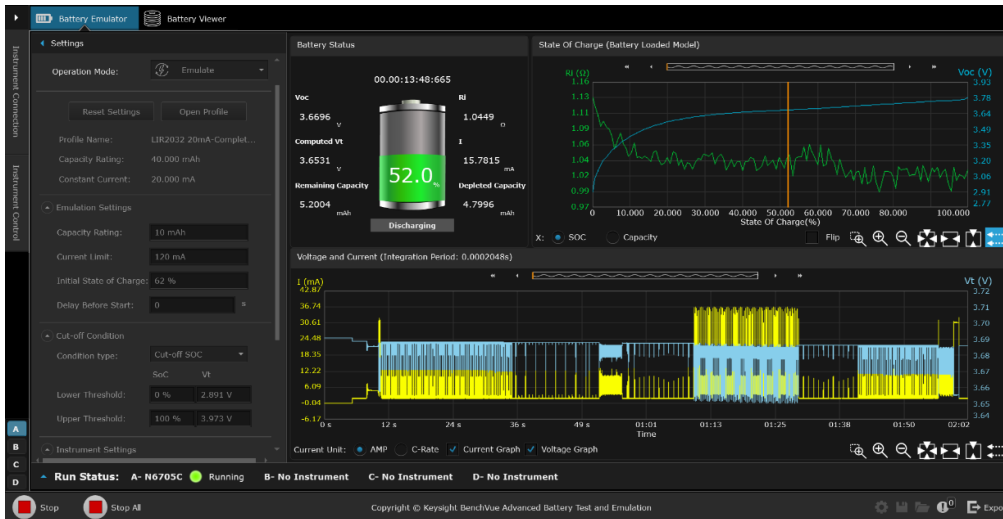 Battery Emulator
Battery Viewer
Instrument Connection
Instrument Control
A
B
C
D
Settings
Operation Mode: Emulate
Reset Settings Open Profile
Profile Name: LIR2032 20mA-Complet...
Capacity Rating: 40.000 mAh
Constant Current: 20.000 mA
Emulation Settings
Capacity Rating: 10 mAh
Current Limit: 120 mA
Initial State of Charge: 62 %
Delay Before Start: 0 s
Cut-off Condition
Condition type: Cut-off SOC
SoC Vt
Lower Threshold: 0 % 2.891 V
Upper Threshold: 100 % 3.973 V
Instrument Settings
Battery Status
00.00:13:48:665
Voc Ri
3.6696 V 1.0449 Ω
Computed Vt I
3.6531 V 15.7815 mA
52.0 %
Remaining Capacity Depleted Capacity
5.2004 mAh 4.7996 mAh
Discharging
State Of Charge (Battery Loaded Model)
Ri (Ω) Voc (V)
1.16 3.93
1.13 3.78
1.11 3.64
1.09 3.49
1.06 3.35
1.04 3.20
1.02 3.06
0.99 2.91
0.97 2.77
0 10.000 20.000 30.000 40.000 50.000 60.000 70.000 80.000 100.000
State Of Charge(%)
X: SOC Capacity Flip
Voltage and Current (Integration Period: 0.0002048s)
I (mA) Vt (V)
42.87 3.72
36.74 3.71
30.61 3.70
24.48 3.69
18.35 3.68
12.22 3.67
6.09 3.66
-0.04 3.65
-6.17 3.64
0 s 12 s 24 s 36 s 49 s 01:01 01:13 01:25 01:38 01:50 02:02
Time
Current Unit: AMP C-Rate Current Graph Voltage Graph
Run Status: A- N6705C Running B- No Instrument C- No Instrument D- No Instrument
Stop Stop All Copyright © Keysight BenchVue Advanced Battery Test and Emulation 0 Expo